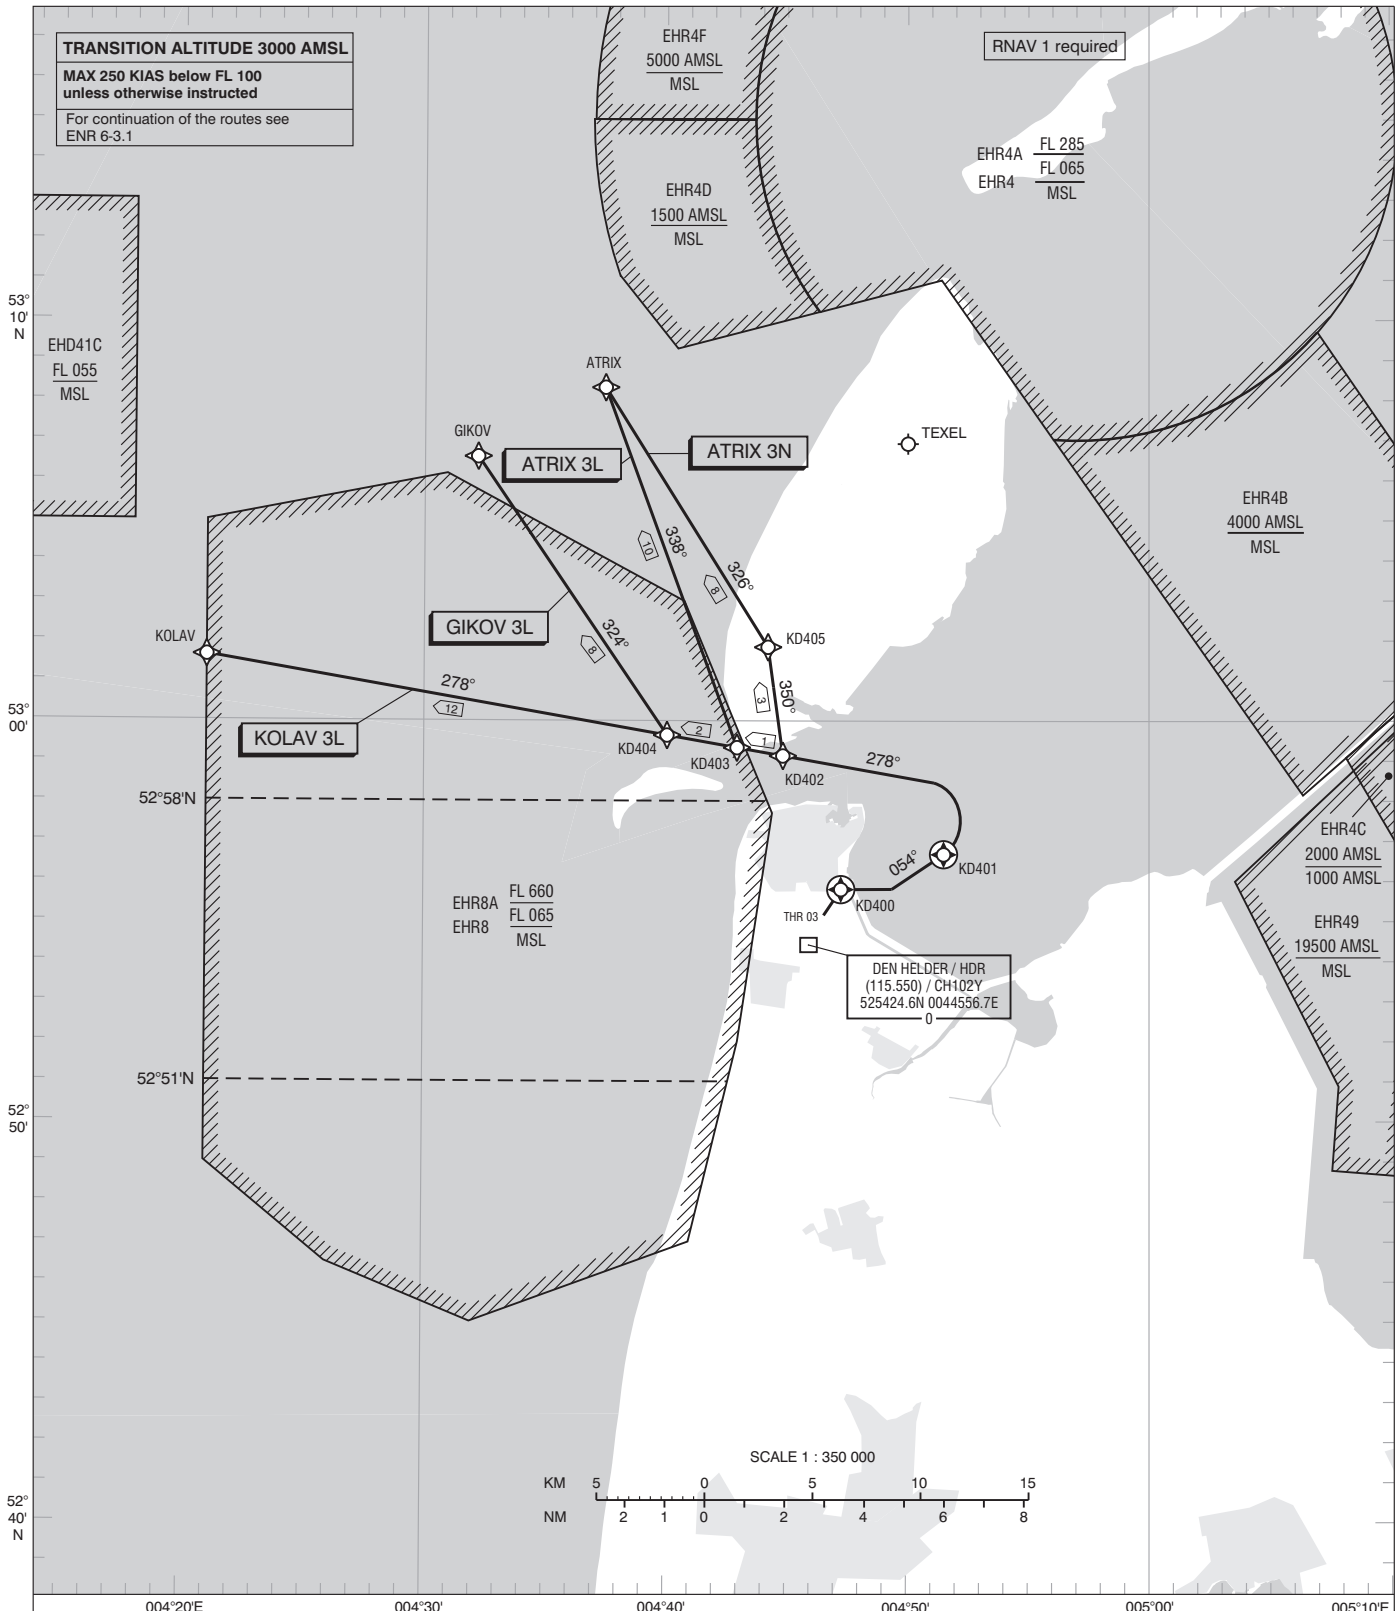 TRANSITION ALTITUDE 3000 AMSL
MAX 250 KIAS below FL 100
unless otherwise instructed
For continuation of the routes see
ENR 6-3.1
EHR4F
5000 AMSL
MSL
RNAV 1 required
EHR4A FL 285
FL 065
EHR4
MSL
EHR4D
1500 AMSL
MSL
53°
10'
N
EHD41C
FL 055
MSL
ATRIX
GIKOV
ATRIX 3L
ATRIX 3N
TEXEL
EHR4B
4000 AMSL
MSL
10
338°
326°
8
GIKOV 3L
324°
8
KOLAV
KD405
278°
12
3
350°
53°
00'
KOLAV 3L
2
1
KD404
KD403
KD402
278°
52°58'N
EHR4C
2000 AMSL
1000 AMSL
054°
KD401
KD400
THR 03
EHR8A FL 660
FL 065
EHR8
MSL
EHR49
19500 AMSL
MSL
DEN HELDER / HDR
(115.550) / CH102Y
525424.6N 0044556.7E
0
52°51'N
52°
50'
SCALE 1 : 350 000
KM 5 0 5 10 15
NM 2 1 0 2 4 6 8
52°
40'
N
004°20'E 004°30' 004°40' 004°50' 005°00' 005°10'E